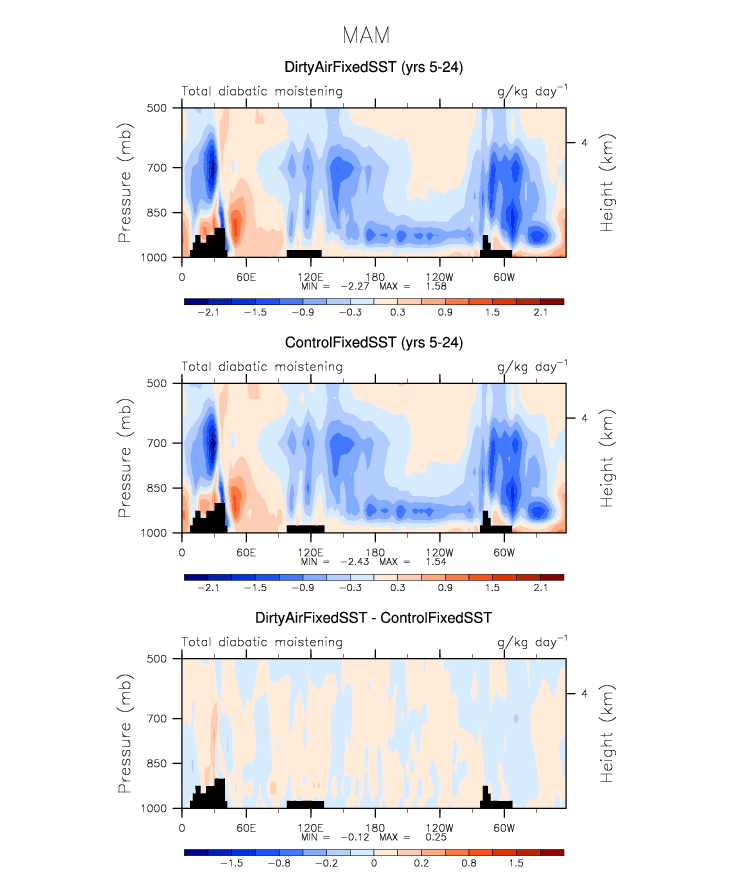 MAM
DirtyAirFixedSST (yrs 5-24)
Total diabatic moistening g/kg day−1
Pressure (mb)
500
700
850
1000
4
Height (km)
0 60E 120E 180 120W 60W
MIN = −2.27 MAX = 1.58
−2.1 −1.5 −0.9 −0.3 0.3 0.9 1.5 2.1
ControlFixedSST (yrs 5-24)
Total diabatic moistening g/kg day−1
Pressure (mb)
500
700
850
1000
4
Height (km)
0 60E 120E 180 120W 60W
MIN = −2.43 MAX = 1.54
−2.1 −1.5 −0.9 −0.3 0.3 0.9 1.5 2.1
DirtyAirFixedSST - ControlFixedSST
Total diabatic moistening g/kg day−1
Pressure (mb)
500
700
850
1000
4
Height (km)
0 60E 120E 180 120W 60W
MIN = −0.12 MAX = 0.25
−1.5 −0.8 −0.2 0 0.2 0.8 1.5